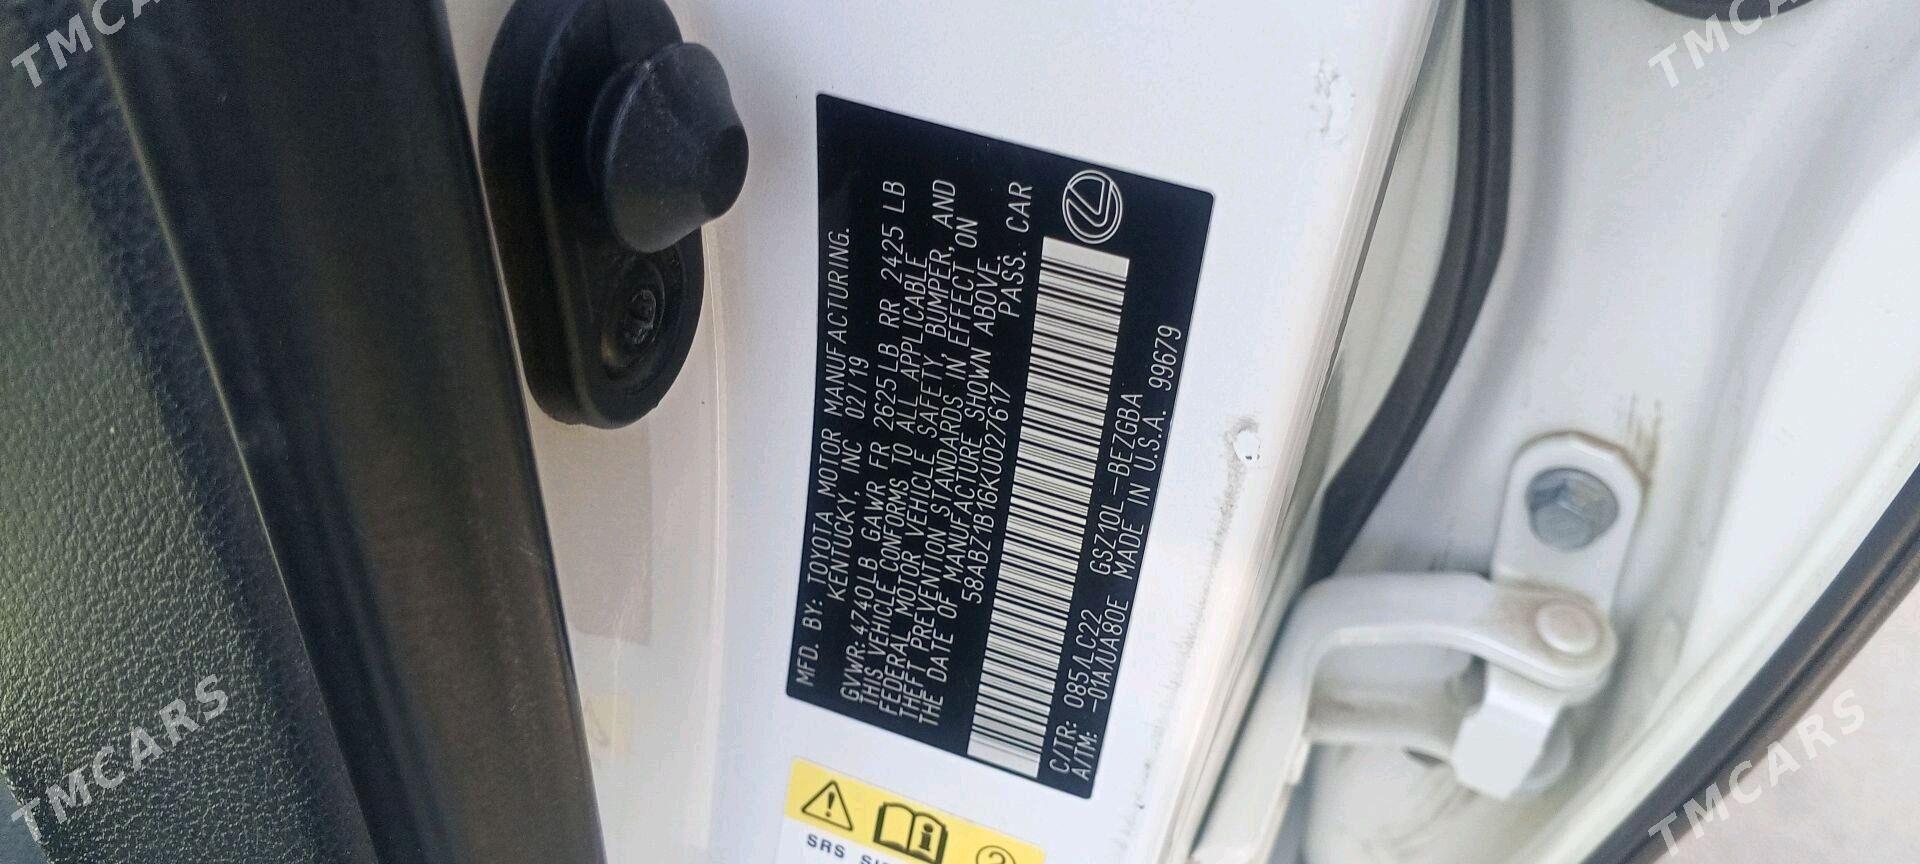 MFD. BY: TOYOTA MOTOR MANUFACTURING.
KENTUCKY, INC 02/19
GVWR: 4740LB GAWR FR 2625LB RR 2425 LB
THIS VEHICLE CONFORMS TO ALL APPLICABLE
FEDERAL MOTOR VEHICLE SAFETY, BUMPER, AND
THEFT PREVENTION STANDARDS IN EFFECT ON
THE DATE OF MANUFACTURE SHOWN ABOVE.
58ABZ1B16KU027617 PASS. CAR
C/TR: 085/LC22 GSZ10L-BEZGBA
A/TM: -01A/UA80E MADE IN U.S.A. 99679
SRS
TMCARS
TMCARS
TMCARS
TMCARS